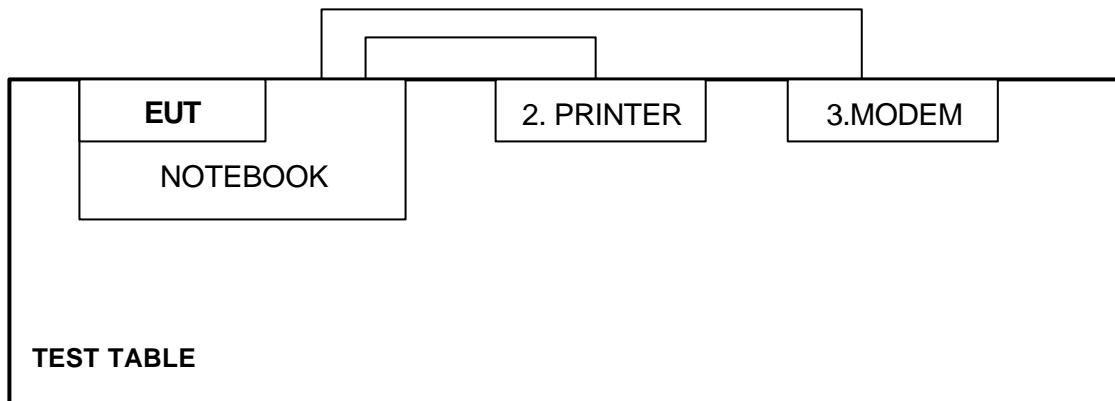 EUT
2. PRINTER
3.MODEM
NOTEBOOK
TEST TABLE